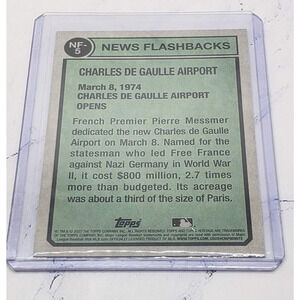 NF-
5
NEWS FLASHBACKS
CHARLES DE GAULLE AIRPORT
March 8, 1974
CHARLES DE GAULLE AIRPORT
OPENS
French Premier Pierre Messmer
dedicated the new Charles de Gaulle
Airport on March 8. Named for the
statesman who led Free France
against Nazi Germany in World War
II, it cost $800 million, 2.7 times
more than budgeted. Its acreage
was about a third of the size of Paris.
Topps